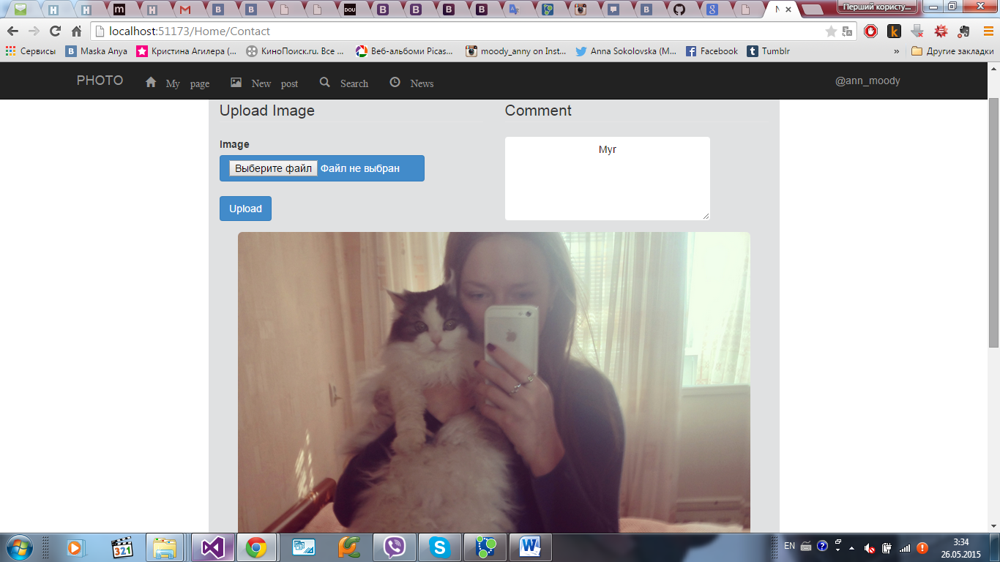 Перший користу...
localhost:51173/Home/Contact
Сервисы
Maska Anya
Кристина Агилера (...
КиноПоиск.ru. Все ...
Веб-альбоми Picas...
moody_anny on Inst...
Anna Sokolovska (M...
Facebook
Tumblr
»
Другие закладки
PHOTO
My page
New post
Search
News
@ann_moody
Upload Image
Comment
Image
Выберите файл Файл не выбран
Myr
Upload
EN
3:34
26.05.2015